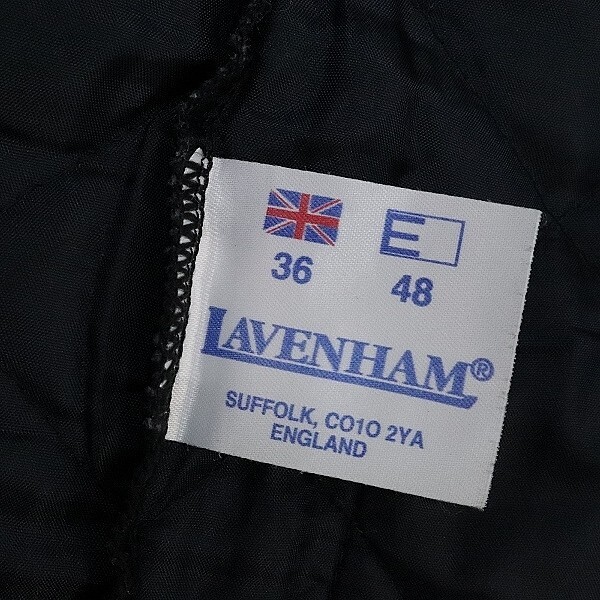 36
E
48
LAVENHAM®
SUFFOLK, CO10 2YA
ENGLAND